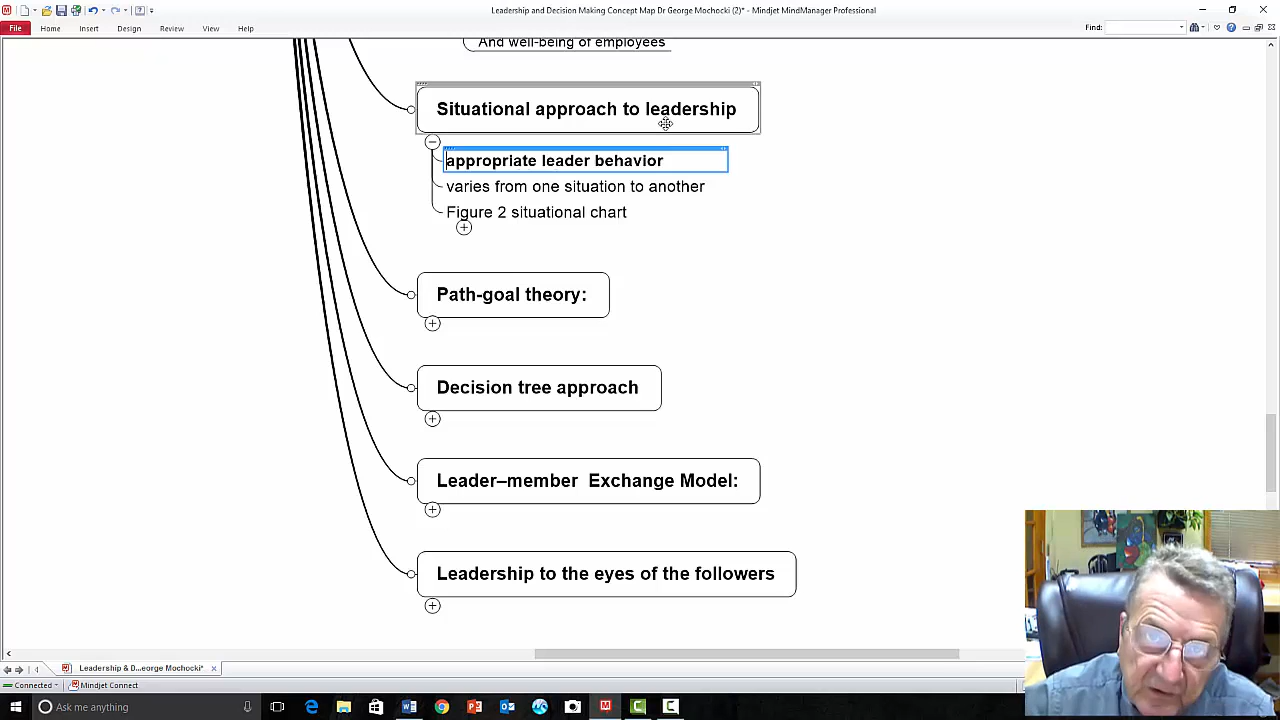 Leadership and Decision Making Concept Map Dr George Mochocki (2)* - Mindjet MindManager Professional
File Home Insert Design Review View Help Find:
And well-being of employees
Situational approach to leadership
appropriate leader behavior
varies from one situation to another
Figure 2 situational chart
Path-goal theory:
Decision tree approach
Leader–member Exchange Model:
Leadership to the eyes of the followers
Leadership & D...eorge Mochocki*
Connected Mindjet Connect
Ask me anything